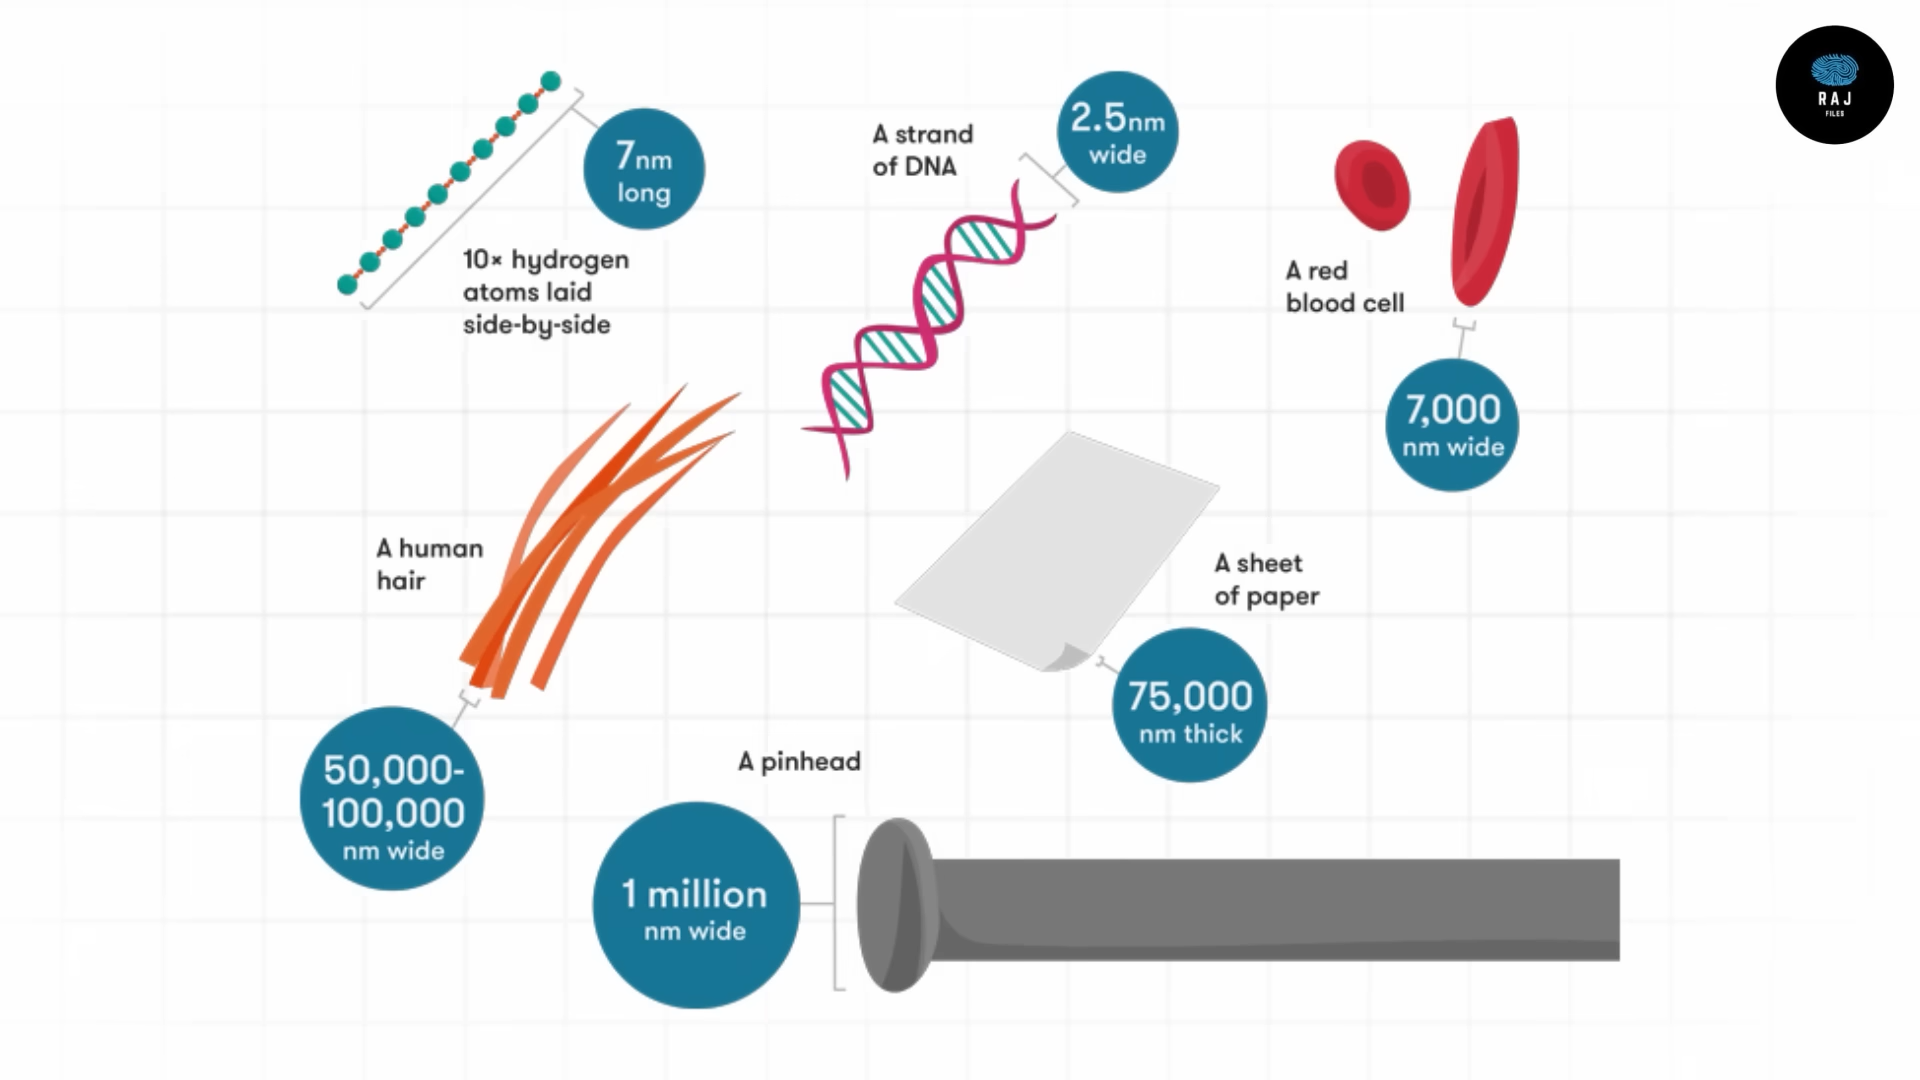 7nm
long
10× hydrogen
atoms laid
side-by-side
A strand
of DNA
2.5nm
wide
A red
blood cell
7,000
nm wide
RAJ
FILES
A human
hair
50,000-
100,000
nm wide
A sheet
of paper
75,000
nm thick
A pinhead
1 million
nm wide